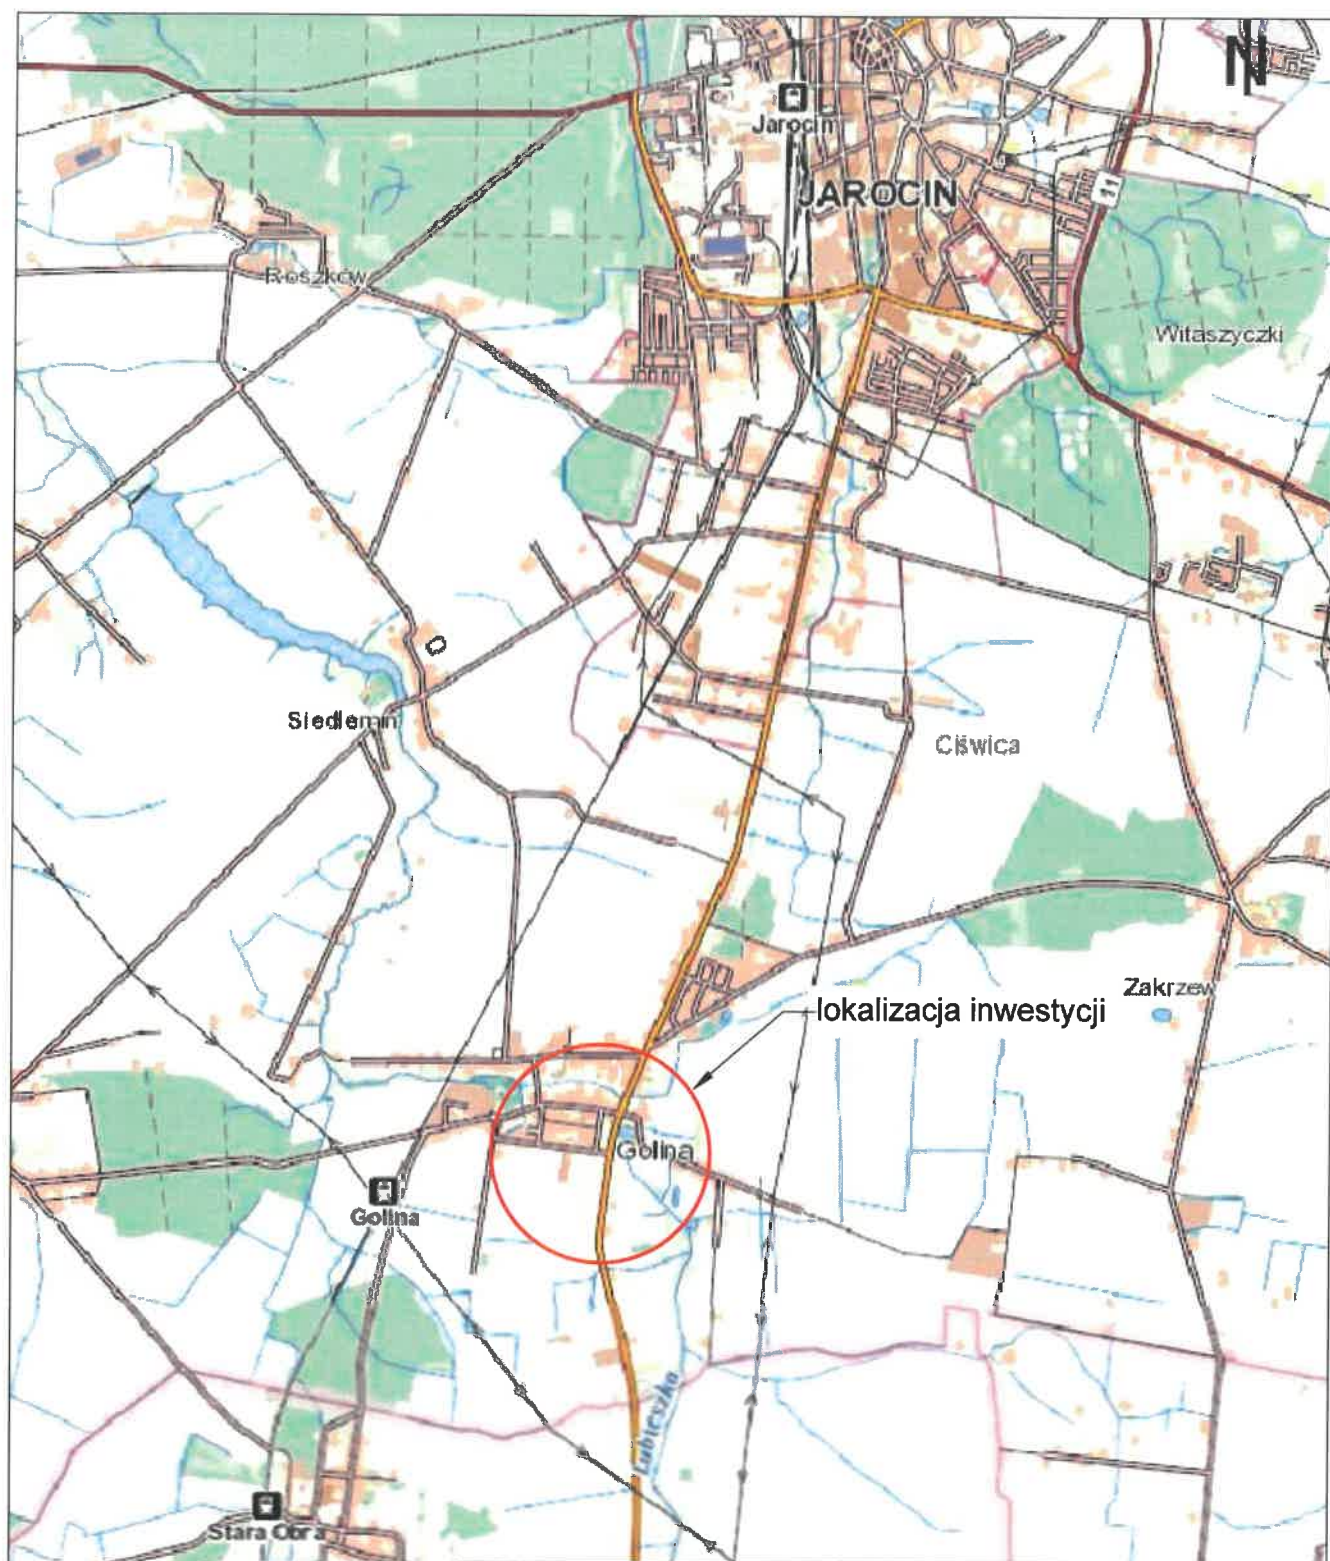 N
Jarocin
JAROCIN
11
Roszków
Witaszyczki
Siedlemin
Ciświca
Zakrzew
lokalizacja inwestycji
Golina
Golina
Lubieszka
Stara Obra